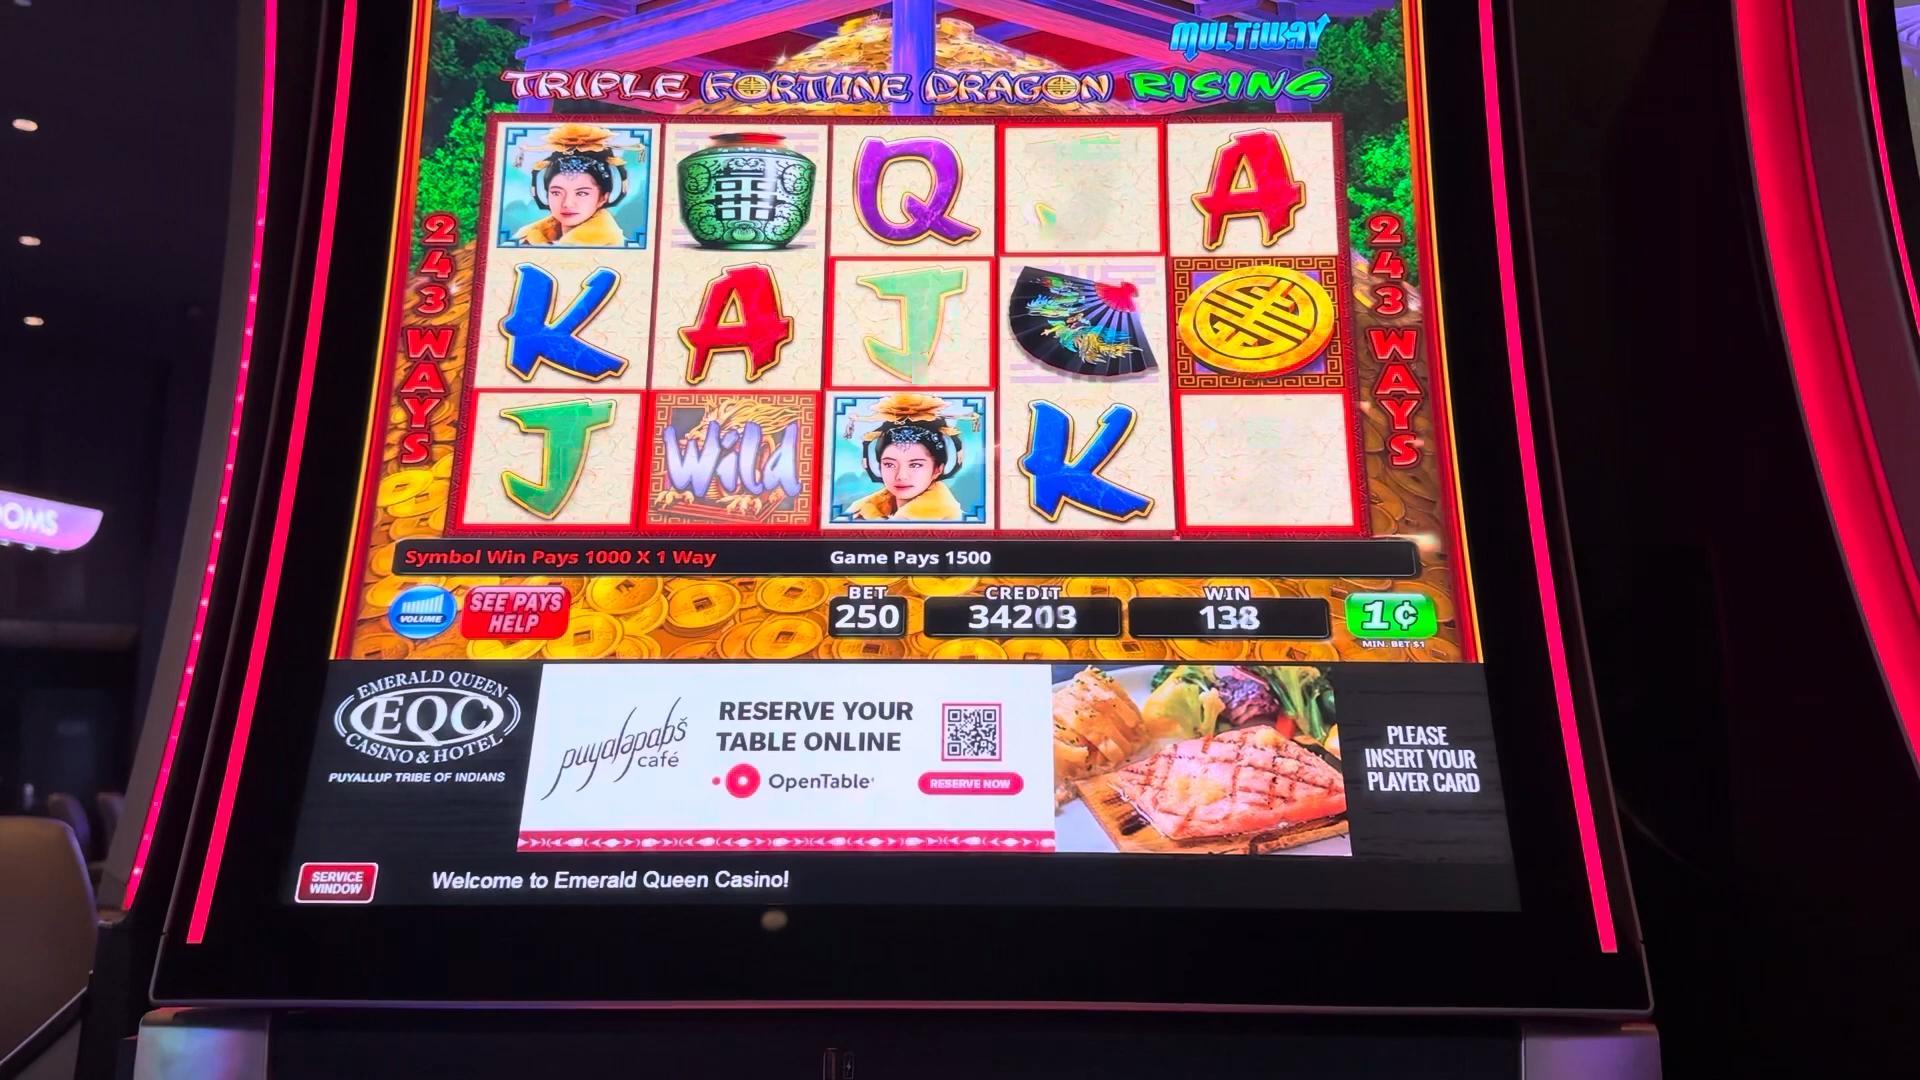 MULTIWAY
TRIPLE FORTUNE DRAGON RISING
243 WAYS
243 WAYS
Q
A
K
A
J
J
Wild
K
Symbol Win Pays 1000 X 1 Way
Game Pays 1500
VOLUME
SEE PAYS
HELP
BET
250
CREDIT
34203
WIN
138
1¢
MIN. BET $1
EMERALD QUEEN
EQC
CASINO & HOTEL
PUYALLUP TRIBE OF INDIANS
puyaləpabš
café
RESERVE YOUR
TABLE ONLINE
OpenTable
RESERVE NOW
PLEASE
INSERT YOUR
PLAYER CARD
SERVICE
WINDOW
Welcome to Emerald Queen Casino!